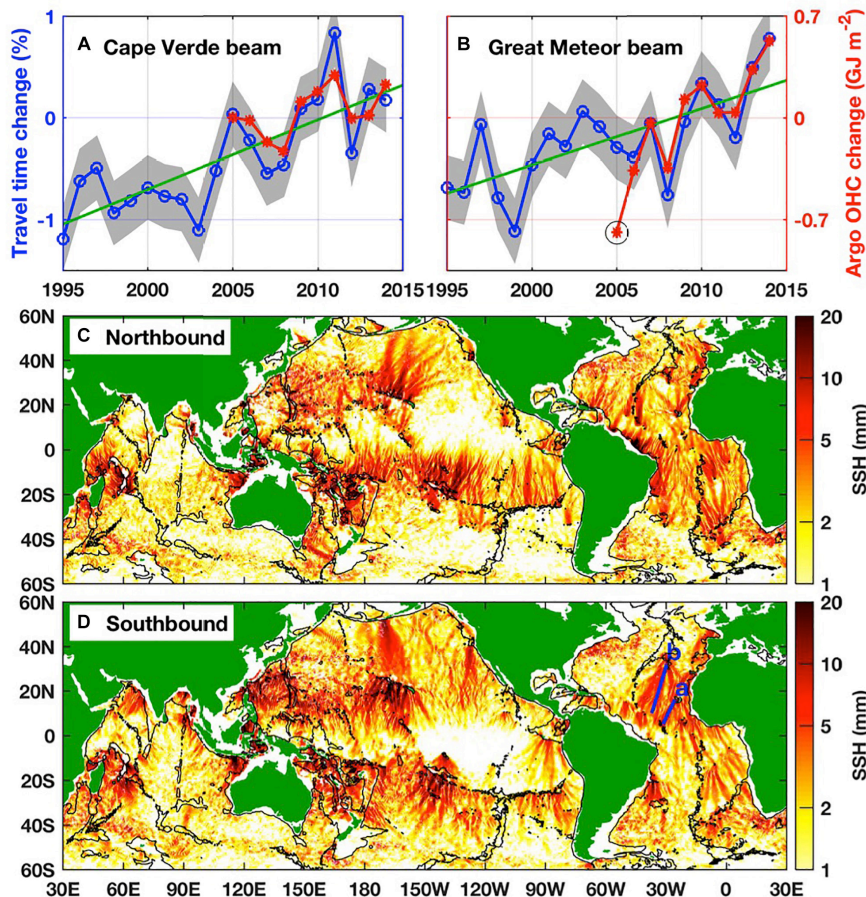 A Cape Verde beam
B Great Meteor beam
Travel time change (%)
1
0
-1
0.7
0
-0.7
Argo OHC change (GJ m⁻²)
1995 2000 2005 2010 2015
1995 2000 2005 2010 2015
C Northbound
60N
40N
20N
0
20S
40S
60S
20
10
5
2
1
SSH (mm)
D Southbound
b
a
60N
40N
20N
0
20S
40S
60S
20
10
5
2
1
SSH (mm)
30E 60E 90E 120E 150E 180 150W 120W 90W 60W 30W 0 30E